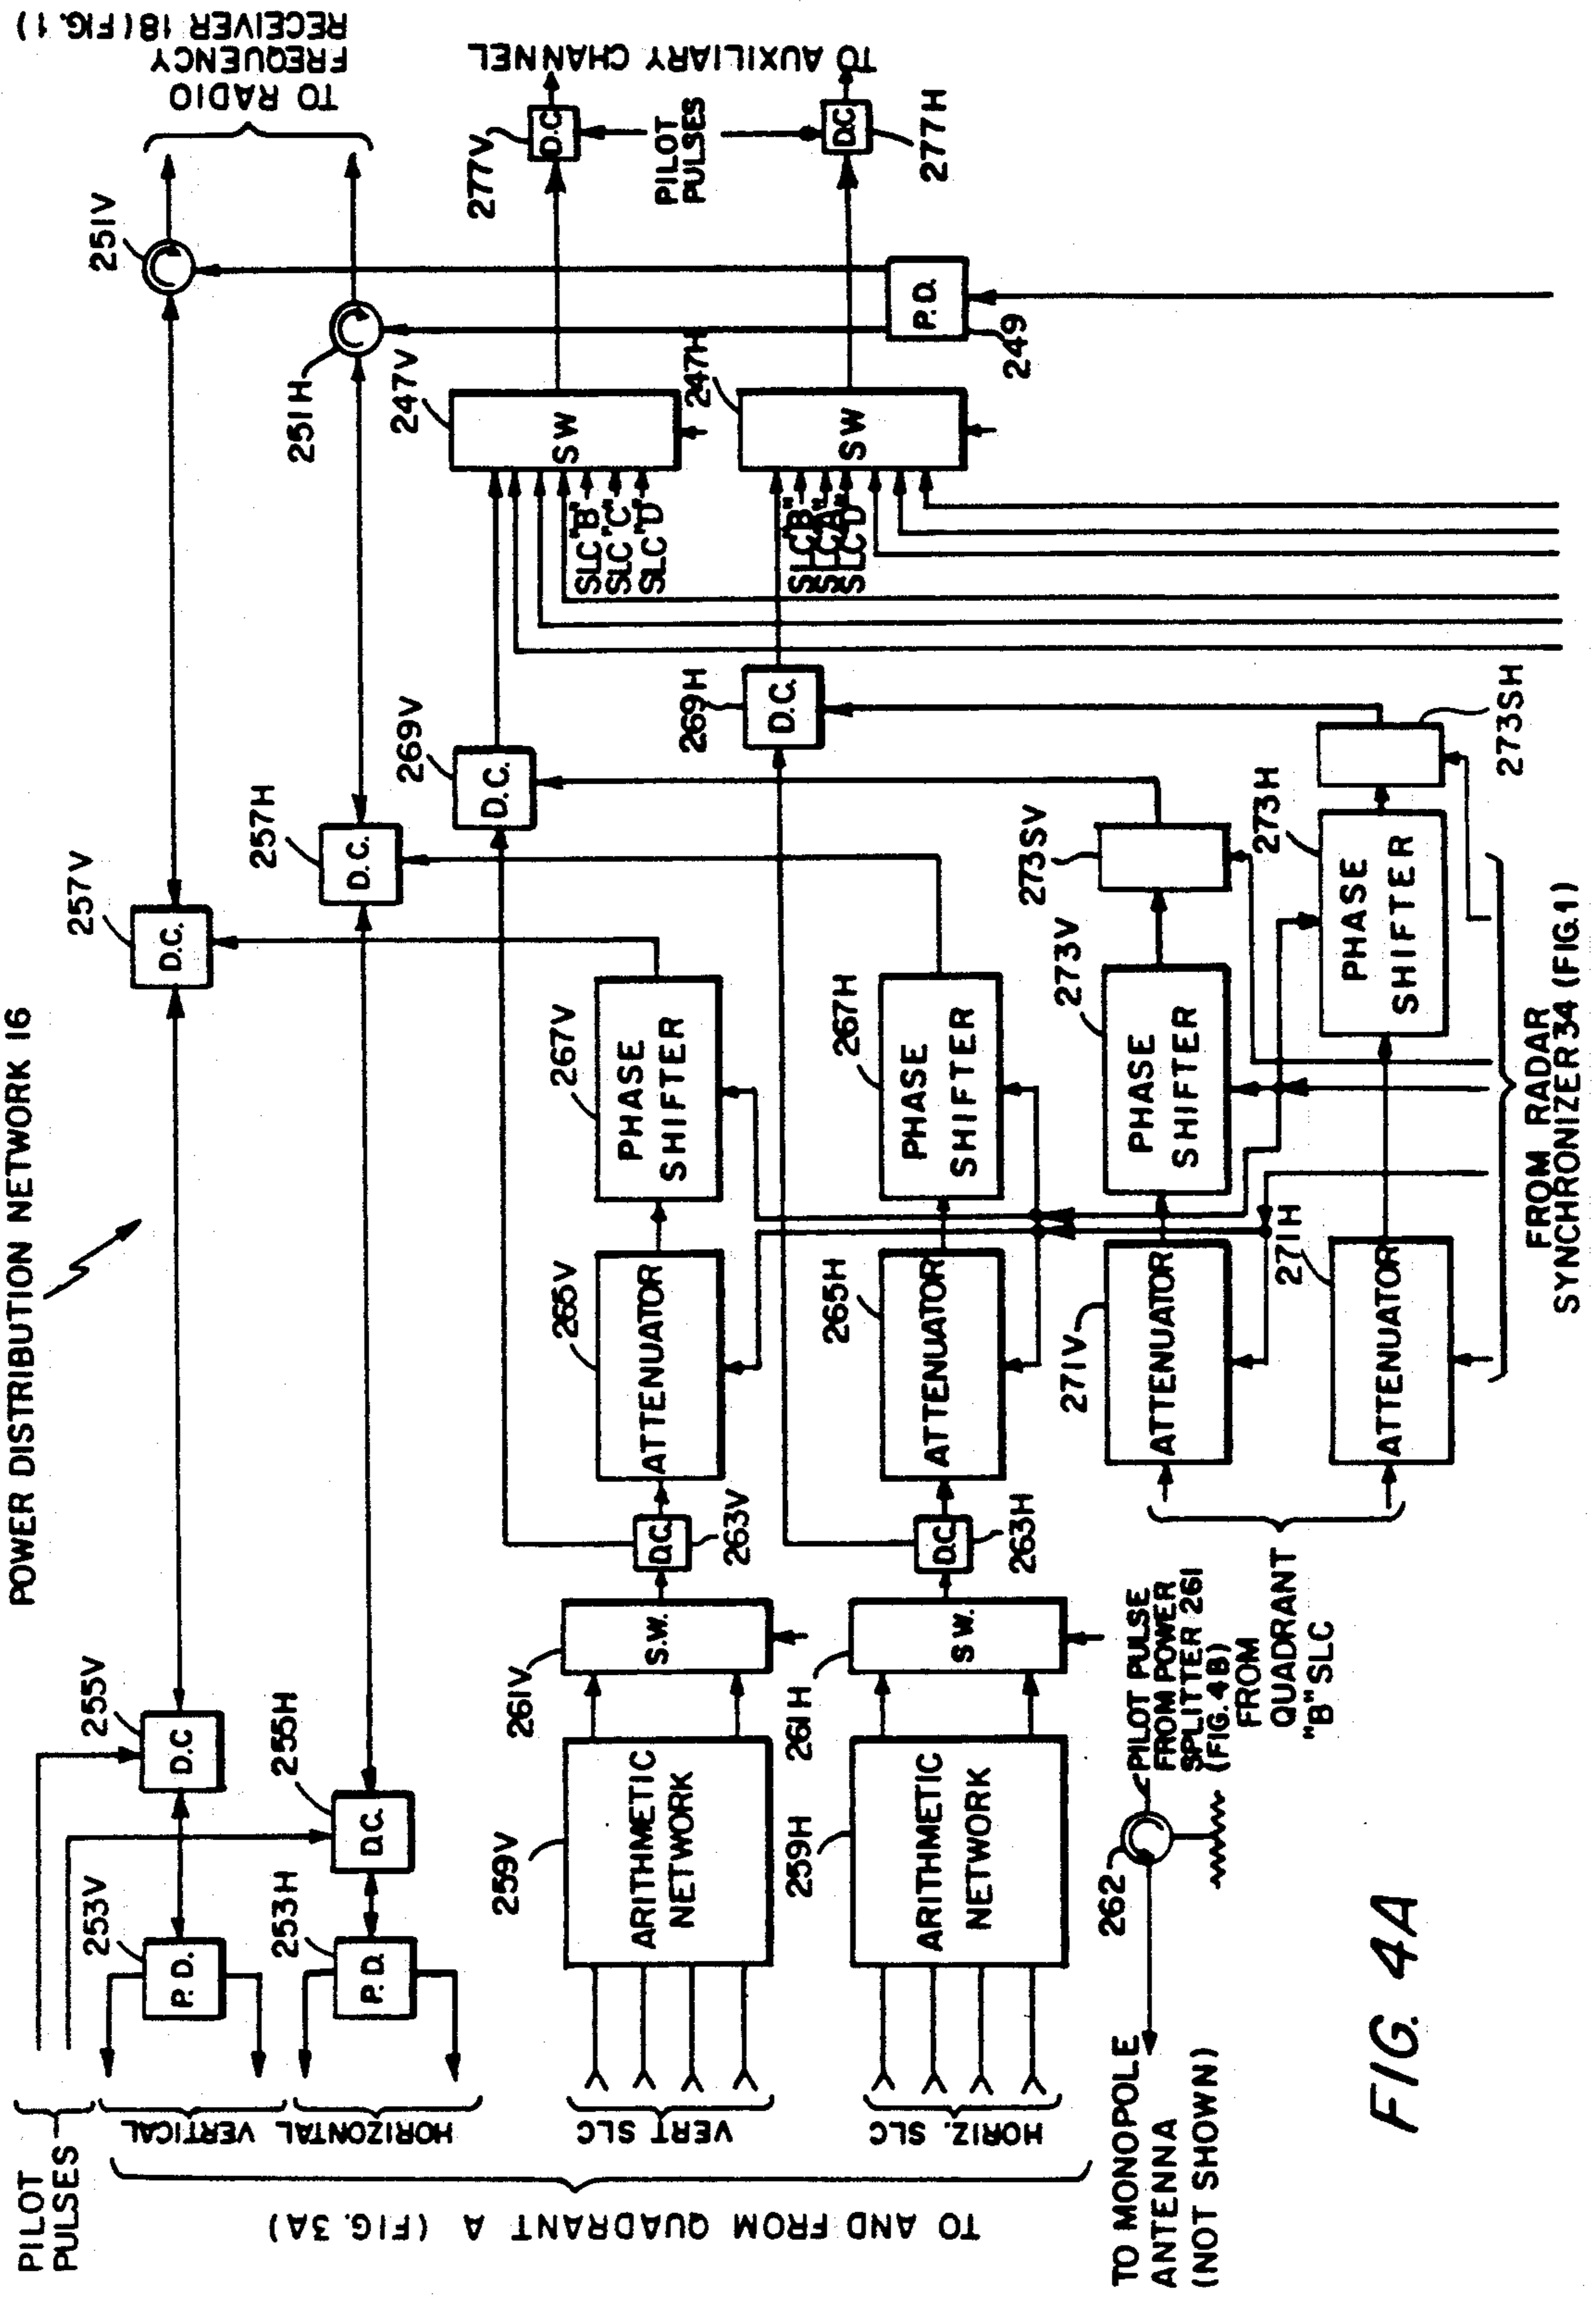 POWER DISTRIBUTION NETWORK 16
PILOT
PULSES
VERTICAL
HORIZONTAL
VERT SLC
HORIZ. SLC
TO AND FROM QUADRANT A (FIG. 3A)
253V
P.D.
253H
P.D.
255V
D.C
255H
D.C.
257V
D.C.
257H
D.C.
251V
251H
TO RADIO
FREQUENCY
RECEIVER 18 (FIG. 1)
259V
ARITHMETIC
NETWORK
261V
S.W.
263V
D.C.
265V
ATTENUATOR
267V
PHASE
SHIFTER
269V
D.C.
247V
SW
SLC "B"
SLC "C"
SLC "D"
277V
D.C
PILOT
PULSES
TO AUXILIARY CHANNEL
259H
ARITHMETIC
NETWORK
261H
SW.
263H
D.C.
265H
ATTENUATOR
267H
PHASE
SHIFTER
269H
D.C.
247H
SW
SLC"B"
SLC"A"
SLC"D"
277H
D.C
P.D.
249
271V
ATTENUATOR
273V
PHASE
SHIFTER
273SV
271H
ATTENUATOR
273H
PHASE
SHIFTER
273SH
262
PILOT PULSE
FROM POWER
SPLITTER 261
(FIG. 4B)
FROM
QUADRANT
"B" SLC
FROM RADAR
SYNCHRONIZER 34 (FIG.1)
TO MONOPOLE
ANTENNA
(NOT SHOWN)
FIG. 4A